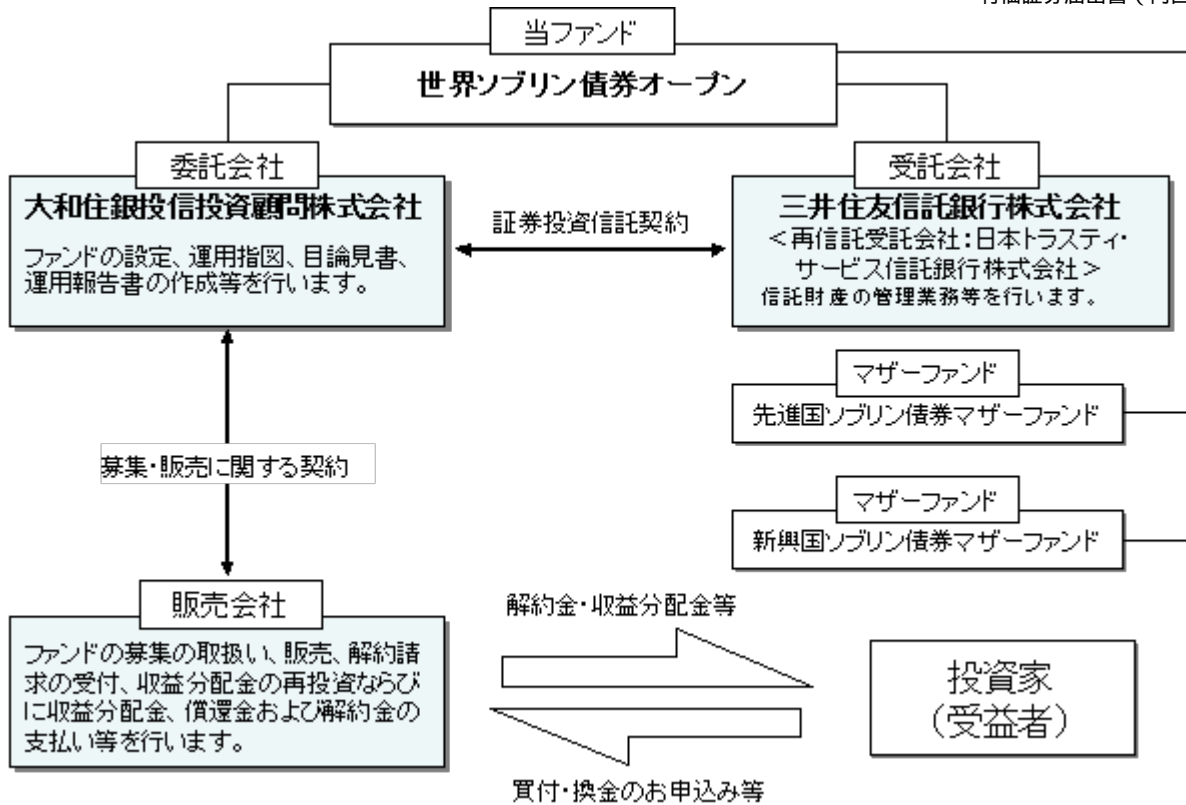 当ファンド
世界ソブリン債券オープン
委託会社
大和住銀投信投資顧問株式会社
ファンドの設定、運用指図、目論見書、
運用報告書の作成等を行います。
証券投資信託契約
受託会社
三井住友信託銀行株式会社
＜再信託受託会社：日本トラスティ・
サービス信託銀行株式会社＞
信託財産の管理業務等を行います。
マザーファンド
先進国ソブリン債券マザーファンド
募集・販売に関する契約
マザーファンド
新興国ソブリン債券マザーファンド
販売会社
ファンドの募集の取扱い、販売、解約請
求の受付、収益分配金の再投資ならび
に収益分配金、償還金および解約金の
支払い等を行います。
解約金・収益分配金等
買付・換金のお申込み等
投資家
（受益者）